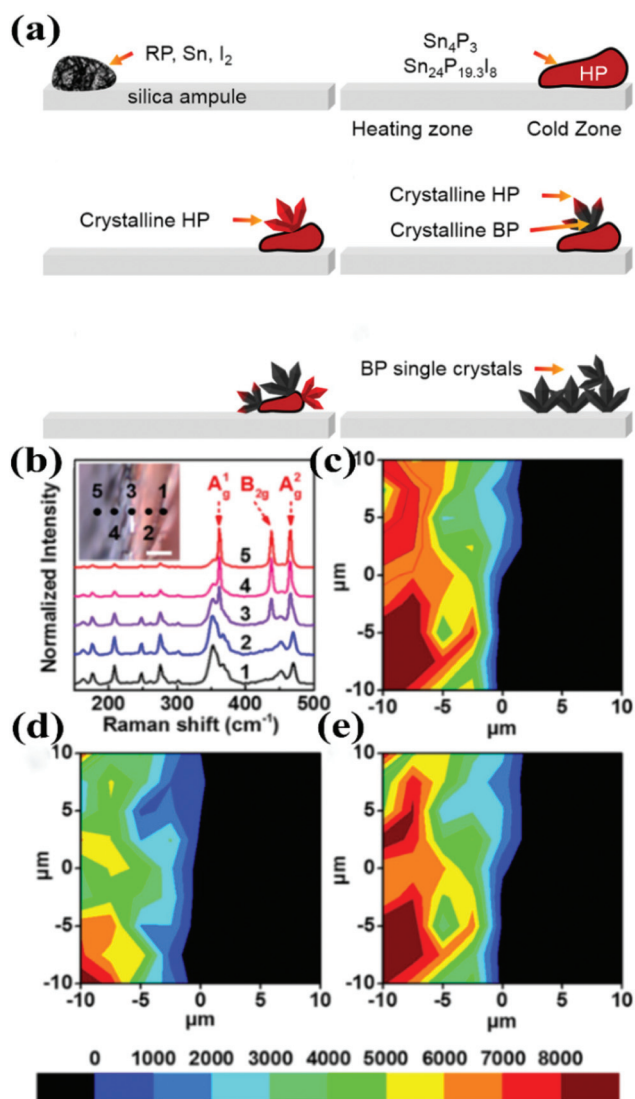 (a)
RP, Sn, I2
silica ampule
Sn4P3
Sn24P19.3I8
HP
Heating zone Cold Zone
Crystalline HP
Crystalline HP
Crystalline BP
BP single crystals
(b)
Normalized Intensity
5 3 1
4 2
A1g B2g A2g
5
4
3
2
1
200 300 400 500
Raman shift (cm-1)
(c)
10
5
0
-5
-10
-10 -5 0 5 10
µm
µm
(d)
10
5
0
-5
-10
-10 -5 0 5 10
µm
µm
(e)
10
5
0
-5
-10
-10 -5 0 5 10
µm
µm
0 1000 2000 3000 4000 5000 6000 7000 8000